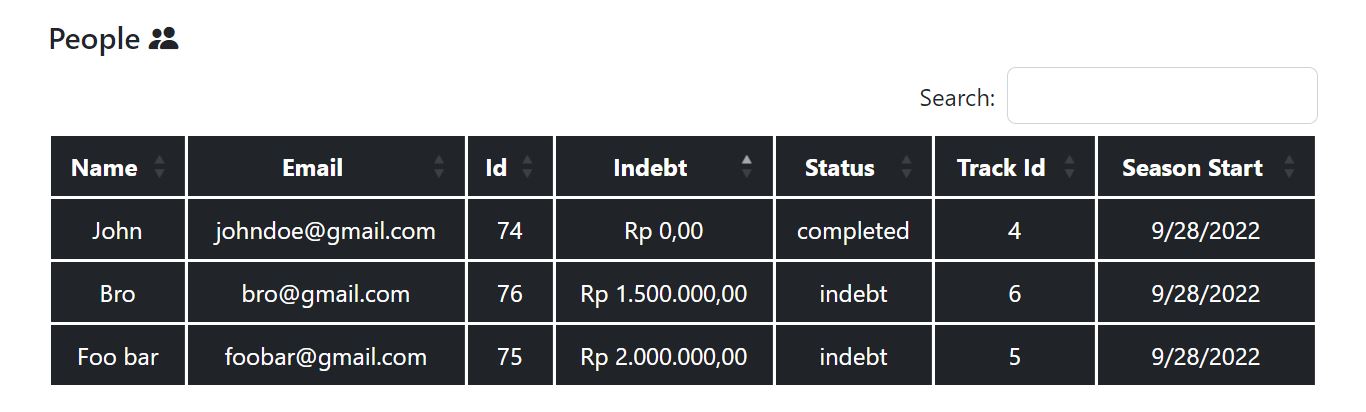 People
Search:
Name Email Id Indebt Status Track Id Season Start
John johndoe@gmail.com 74 Rp 0,00 completed 4 9/28/2022
Bro bro@gmail.com 76 Rp 1.500.000,00 indebt 6 9/28/2022
Foo bar foobar@gmail.com 75 Rp 2.000.000,00 indebt 5 9/28/2022